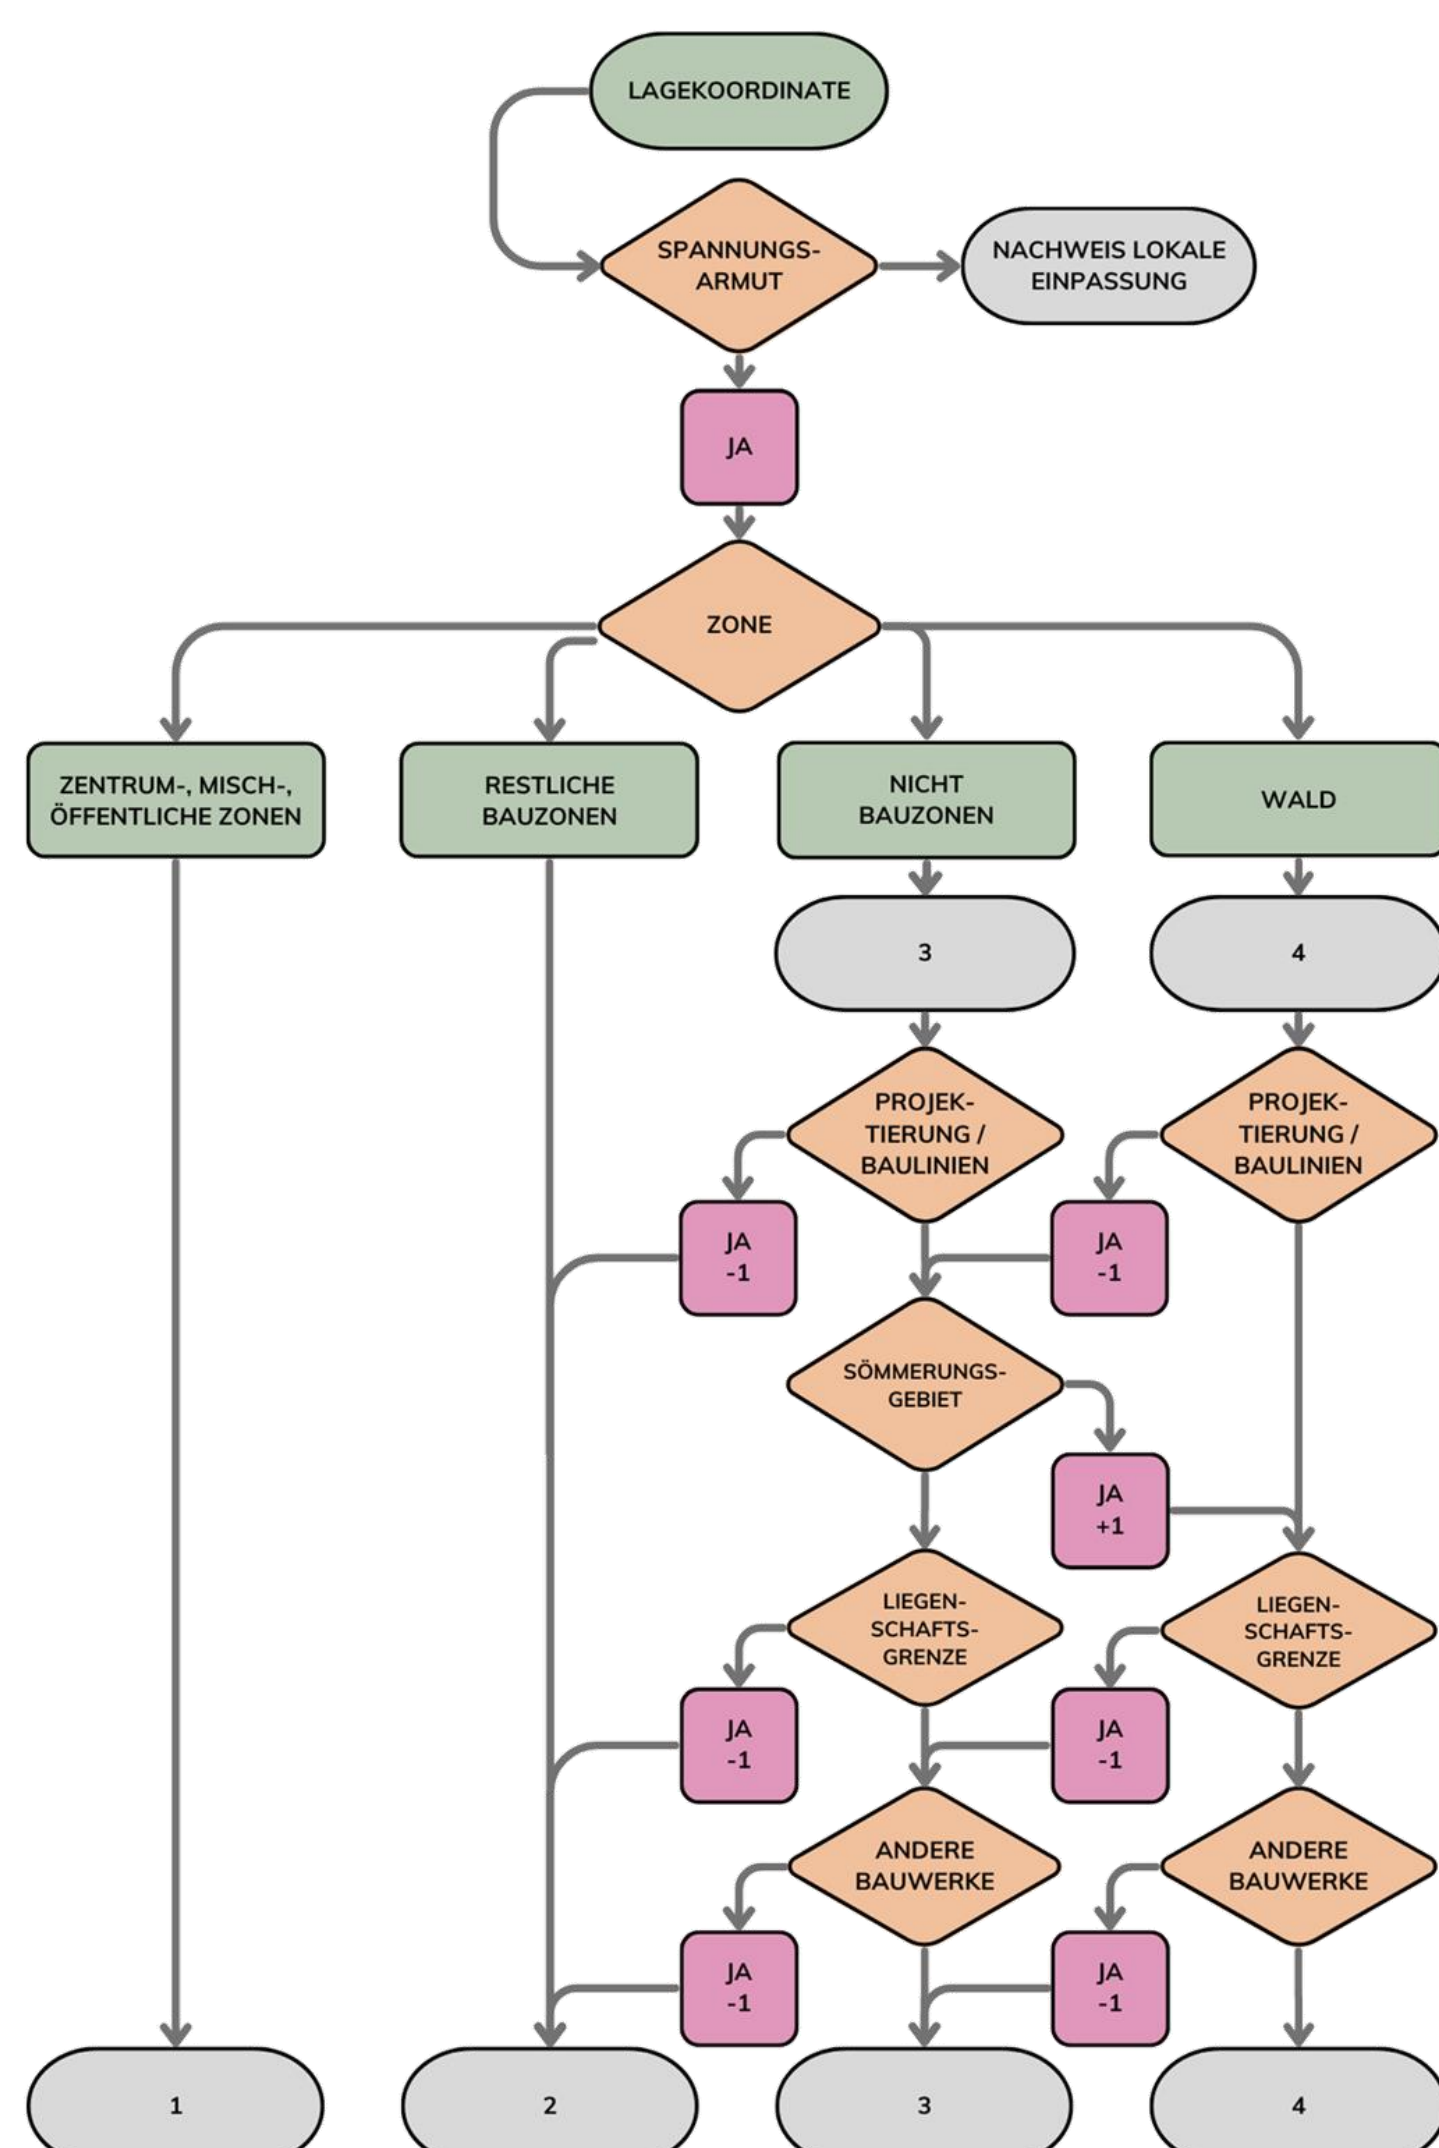 LAGEKOORDINATE
SPANNUNGS-
ARMUT
NACHWEIS LOKALE
EINPASSUNG
JA
ZONE
ZENTRUM-, MISCH-,
ÖFFENTLICHE ZONEN
RESTLICHE
BAUZONEN
NICHT
BAUZONEN
WALD
3
4
PROJEK-
TIERUNG /
BAULINIEN
PROJEK-
TIERUNG /
BAULINIEN
JA
-1
JA
-1
SÖMMERUNGS-
GEBIET
JA
+1
LIEGEN-
SCHAFTS-
GRENZE
LIEGEN-
SCHAFTS-
GRENZE
JA
-1
JA
-1
ANDERE
BAUWERKE
ANDERE
BAUWERKE
JA
-1
JA
-1
1
2
3
4